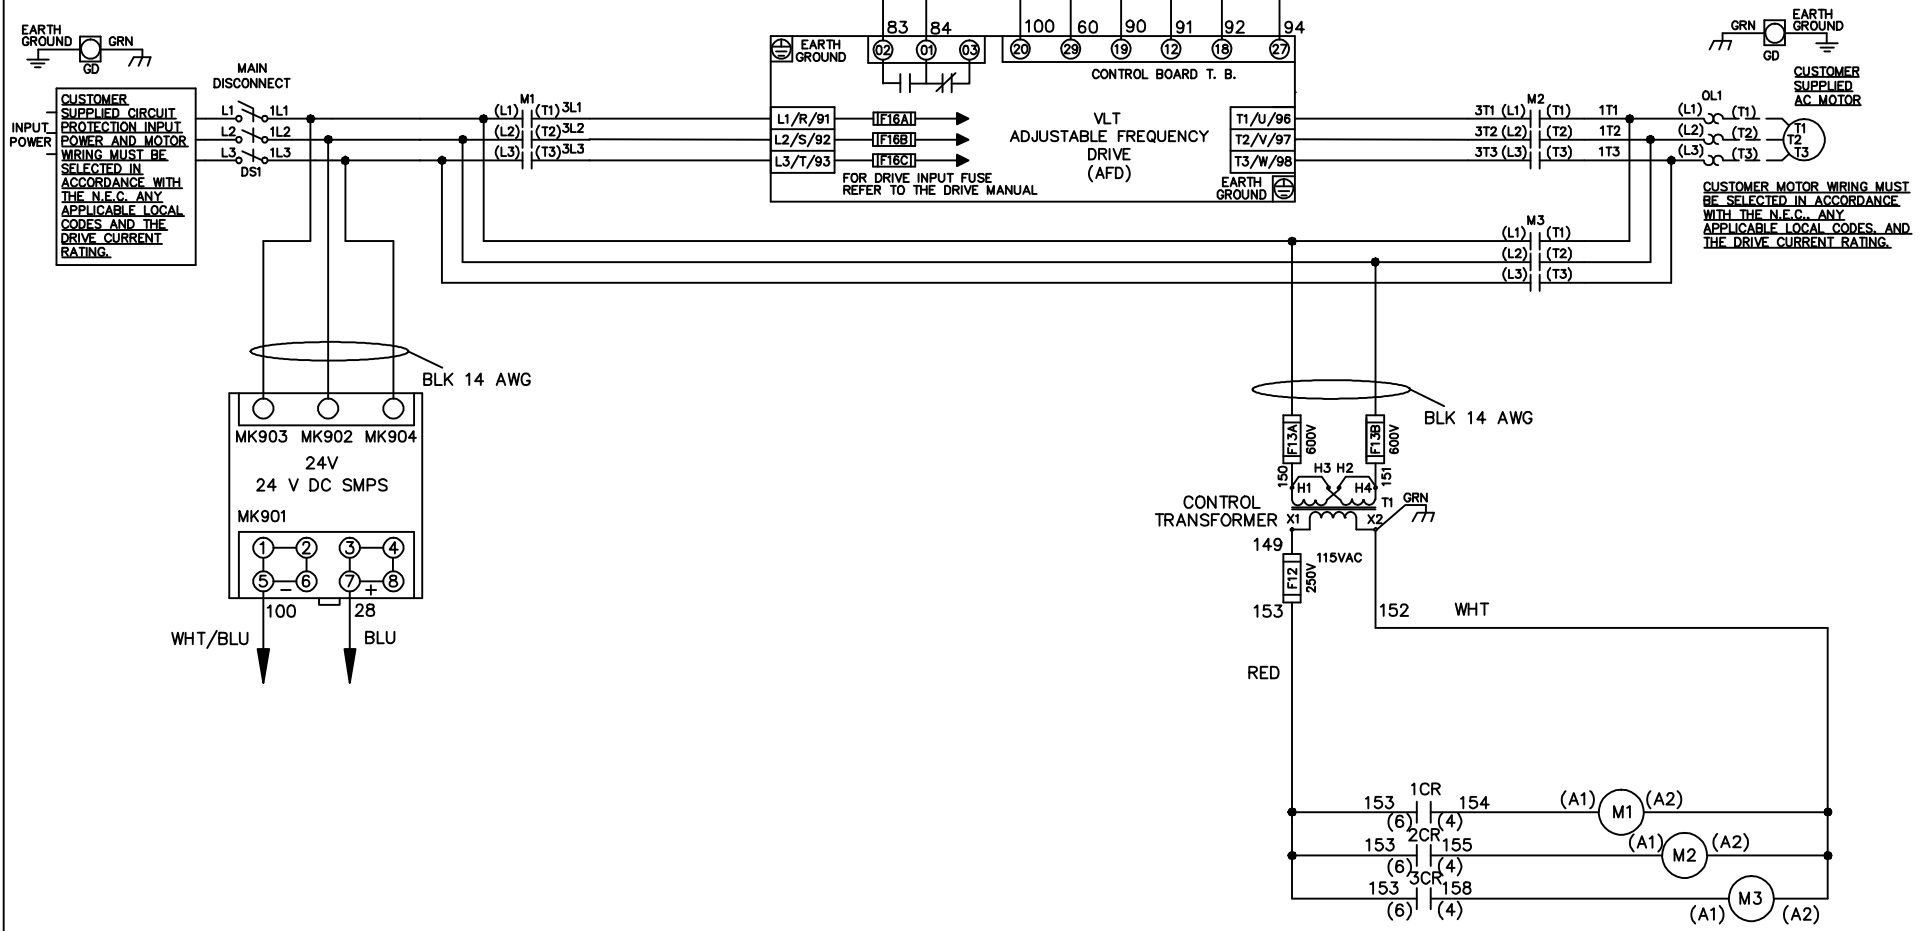 83
84
100
60
90
91
92
94
EARTH
GROUND
GRN
GD
EARTH
GROUND
02
01
03
20
29
19
12
18
27
CONTROL BOARD T. B.
GRN
EARTH
GROUND
GD
CUSTOMER
SUPPLIED
AC MOTOR
MAIN
DISCONNECT
INPUT
POWER
CUSTOMER
SUPPLIED CIRCUIT
PROTECTION INPUT
POWER AND MOTOR
WIRING MUST BE
SELECTED IN
ACCORDANCE WITH
THE N.E.C. ANY
APPLICABLE LOCAL
CODES AND THE
DRIVE CURRENT
RATING.
L1
1L1
L2
1L2
L3
1L3
DS1
M1
(L1) (T1) 3L1
(L2) (T2) 3L2
(L3) (T3) 3L3
L1/R/91
L2/S/92
L3/T/93
F16A
F16B
F16C
FOR DRIVE INPUT FUSE
REFER TO THE DRIVE MANUAL
VLT
ADJUSTABLE FREQUENCY
DRIVE
(AFD)
T1/U/96
T2/V/97
T3/W/98
EARTH
GROUND
M2
3T1 (L1) (T1) 1T1
3T2 (L2) (T2) 1T2
3T3 (L3) (T3) 1T3
OL1
(L1) (T1)
(L2) (T2)
(L3) (T3)
T1
T2
T3
CUSTOMER MOTOR WIRING MUST
BE SELECTED IN ACCORDANCE
WITH THE N.E.C., ANY
APPLICABLE LOCAL CODES, AND
THE DRIVE CURRENT RATING.
M3
(L1) (T1)
(L2) (T2)
(L3) (T3)
BLK 14 AWG
MK903 MK902 MK904
24V
24 V DC SMPS
MK901
1 2 3 4
5 6 7 8
− +
100
28
WHT/BLU
BLU
BLK 14 AWG
F13A
600V
F13B
600V
150
H3 H2
151
H1
H4
CONTROL
TRANSFORMER
X1
X2
T1
GRN
149
F12
250V
115VAC
153
152
WHT
RED
1CR
153
154
(6) (4)
(A1) M1 (A2)
2CR
153
155
(6) (4)
(A1) M2 (A2)
3CR
153
158
(6) (4)
(A1) M3 (A2)